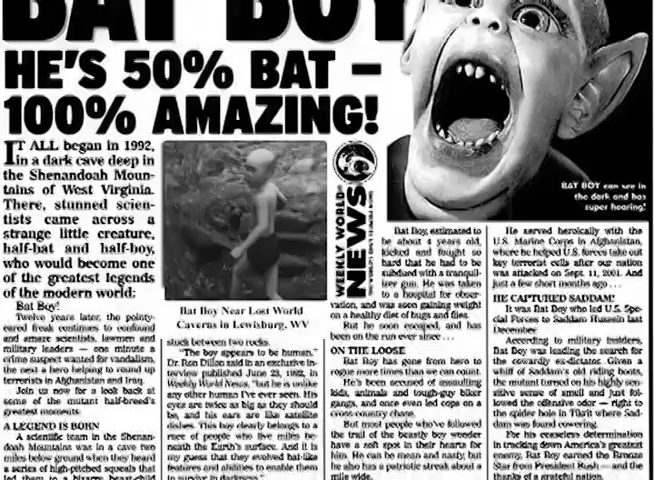 BAT BOY
HE'S 50% BAT –
100% AMAZING!
IT ALL began in 1992,
in a dark cave deep in
the Shenandoah Moun-
tains of West Virginia.
There, stunned scien-
tists came across a
strange little creature,
half-bat and half-boy,
who would become one
of the greatest legends
of the modern world:
Bat Boy!
Twelve years later, the pointy-
eared freak continues to confound
and amaze scientists, lawmen and
military leaders — one minute a
crime suspect wanted for vandalism,
the next a hero helping to round up
terrorists in Afghanistan and Iraq.
Join us now for a look back at
some of the mutant half-breed's
greatest moments:
A LEGEND IS BORN
A scientific team in the Shenan-
doah Mountains was in a cave two
miles below ground when they heard
a series of high-pitched squeals that
led them to a bizarre beast-child
Bat Boy Near Lost World
Caverns in Lewisburg, WV
stuck between two rocks.
"The boy appears to be human,"
Dr. Ron Dillon said in an exclusive in-
terview published June 23, 1992, in
Weekly World News, "but he is unlike
any other human I've ever seen. His
eyes are twice as big as they should
be, and his ears are like satellite
dishes. This boy clearly belongs to a
race of people who live miles be-
neath the Earth's surface. And it is
my guess that they evolved bat-like
features and abilities to enable them
to survive in darkness."
WEEKLY WORLD
NEWS
BAT BOY can see in
the dark and has
super hearing!
Bat Boy, estimated to
be about 4 years old,
kicked and fought so
hard that he had to be
subdued with a tranquil-
izer gun. He was taken
to a hospital for obser-
vation, and was soon gaining weight
on a healthy diet of bugs and flies.
But he soon escaped, and has
been on the run ever since . . .
ON THE LOOSE
Bat Boy has gone from hero to
rogue more times than we can count.
He's been accused of assaulting
kids, animals and tough-guy biker
gangs, and once even led cops on a
cross-country chase.
But most people who've followed
the trail of the beastly boy wonder
have a soft spot in their hearts for
him. He can be mean and nasty, but
he also has a patriotic streak about a
mile wide.
He served heroically with the
U.S. Marine Corps in Afghanistan,
where he helped U.S. forces take out
key terrorist cells after our nation
was attacked on Sept. 11, 2001. And
just a few short months ago . . .
HE CAPTURED SADDAM!
It was Bat Boy who led U.S. Spe-
cial Forces to Saddam Hussein last
December.
According to military insiders,
Bat Boy was leading the search for
the cowardly ex-dictator. Given a
whiff of Saddam's old riding boots,
the mutant turned on his highly sen-
sitive sense of smell and just fol-
lowed the offensive odor — right to
the spider hole in Tikrit where Sad-
dam was found cowering.
For his ceaseless determination
in tracking down America's greatest
enemy, Bat Boy earned the Bronze
Star from President Bush — and the
thanks of a grateful nation.